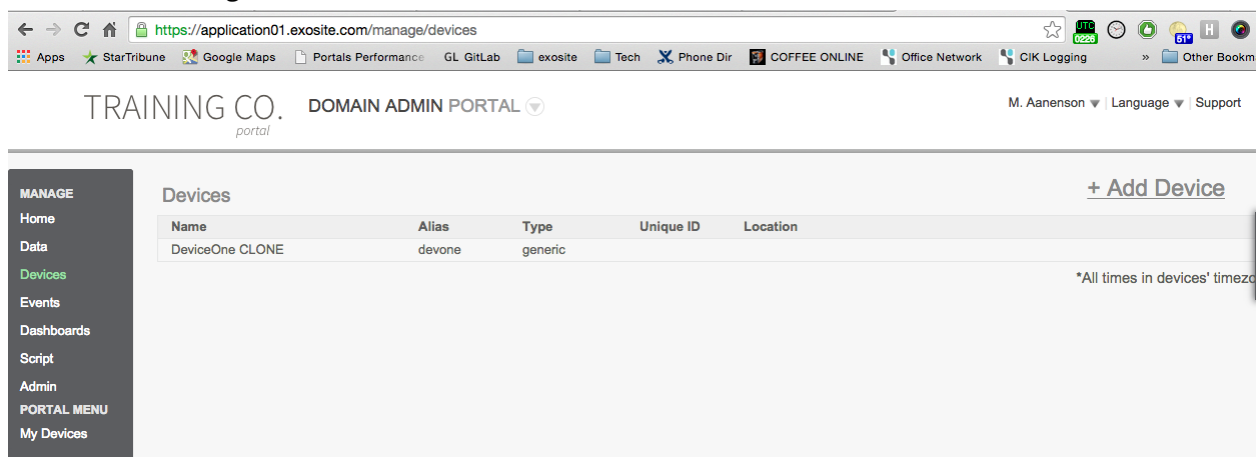 https://application01.exosite.com/manage/devices
UTC
0226
51°
H
Apps StarTribune Google Maps Portals Performance GL GitLab exosite Tech Phone Dir COFFEE ONLINE Office Network CIK Logging » Other Bookm
TRAINING CO. DOMAIN ADMIN PORTAL M. Aanenson Language Support
portal
MANAGE
Home
Data
Devices
Events
Dashboards
Script
Admin
PORTAL MENU
My Devices
Devices + Add Device
Name Alias Type Unique ID Location
DeviceOne CLONE devone generic
*All times in devices' timezo